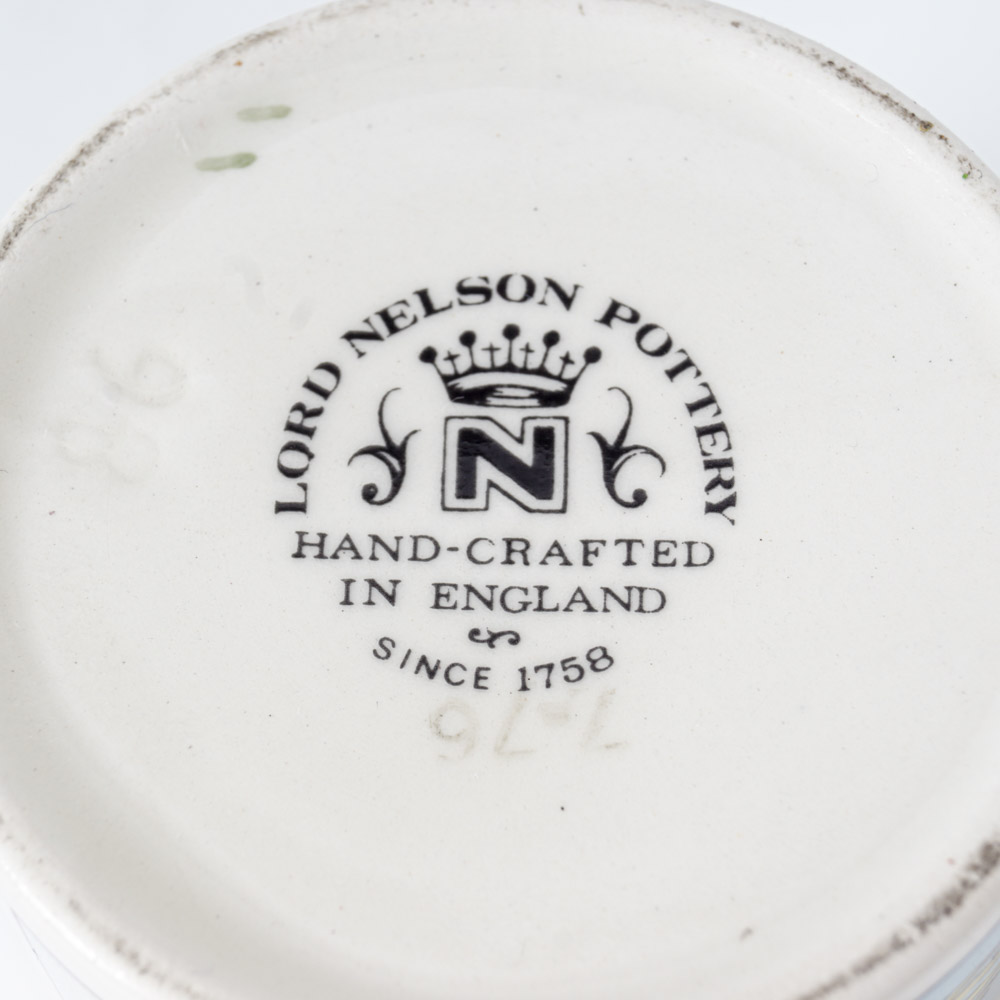 LORD NELSON POTTERY
N
HAND-CRAFTED
IN ENGLAND
SINCE 1758